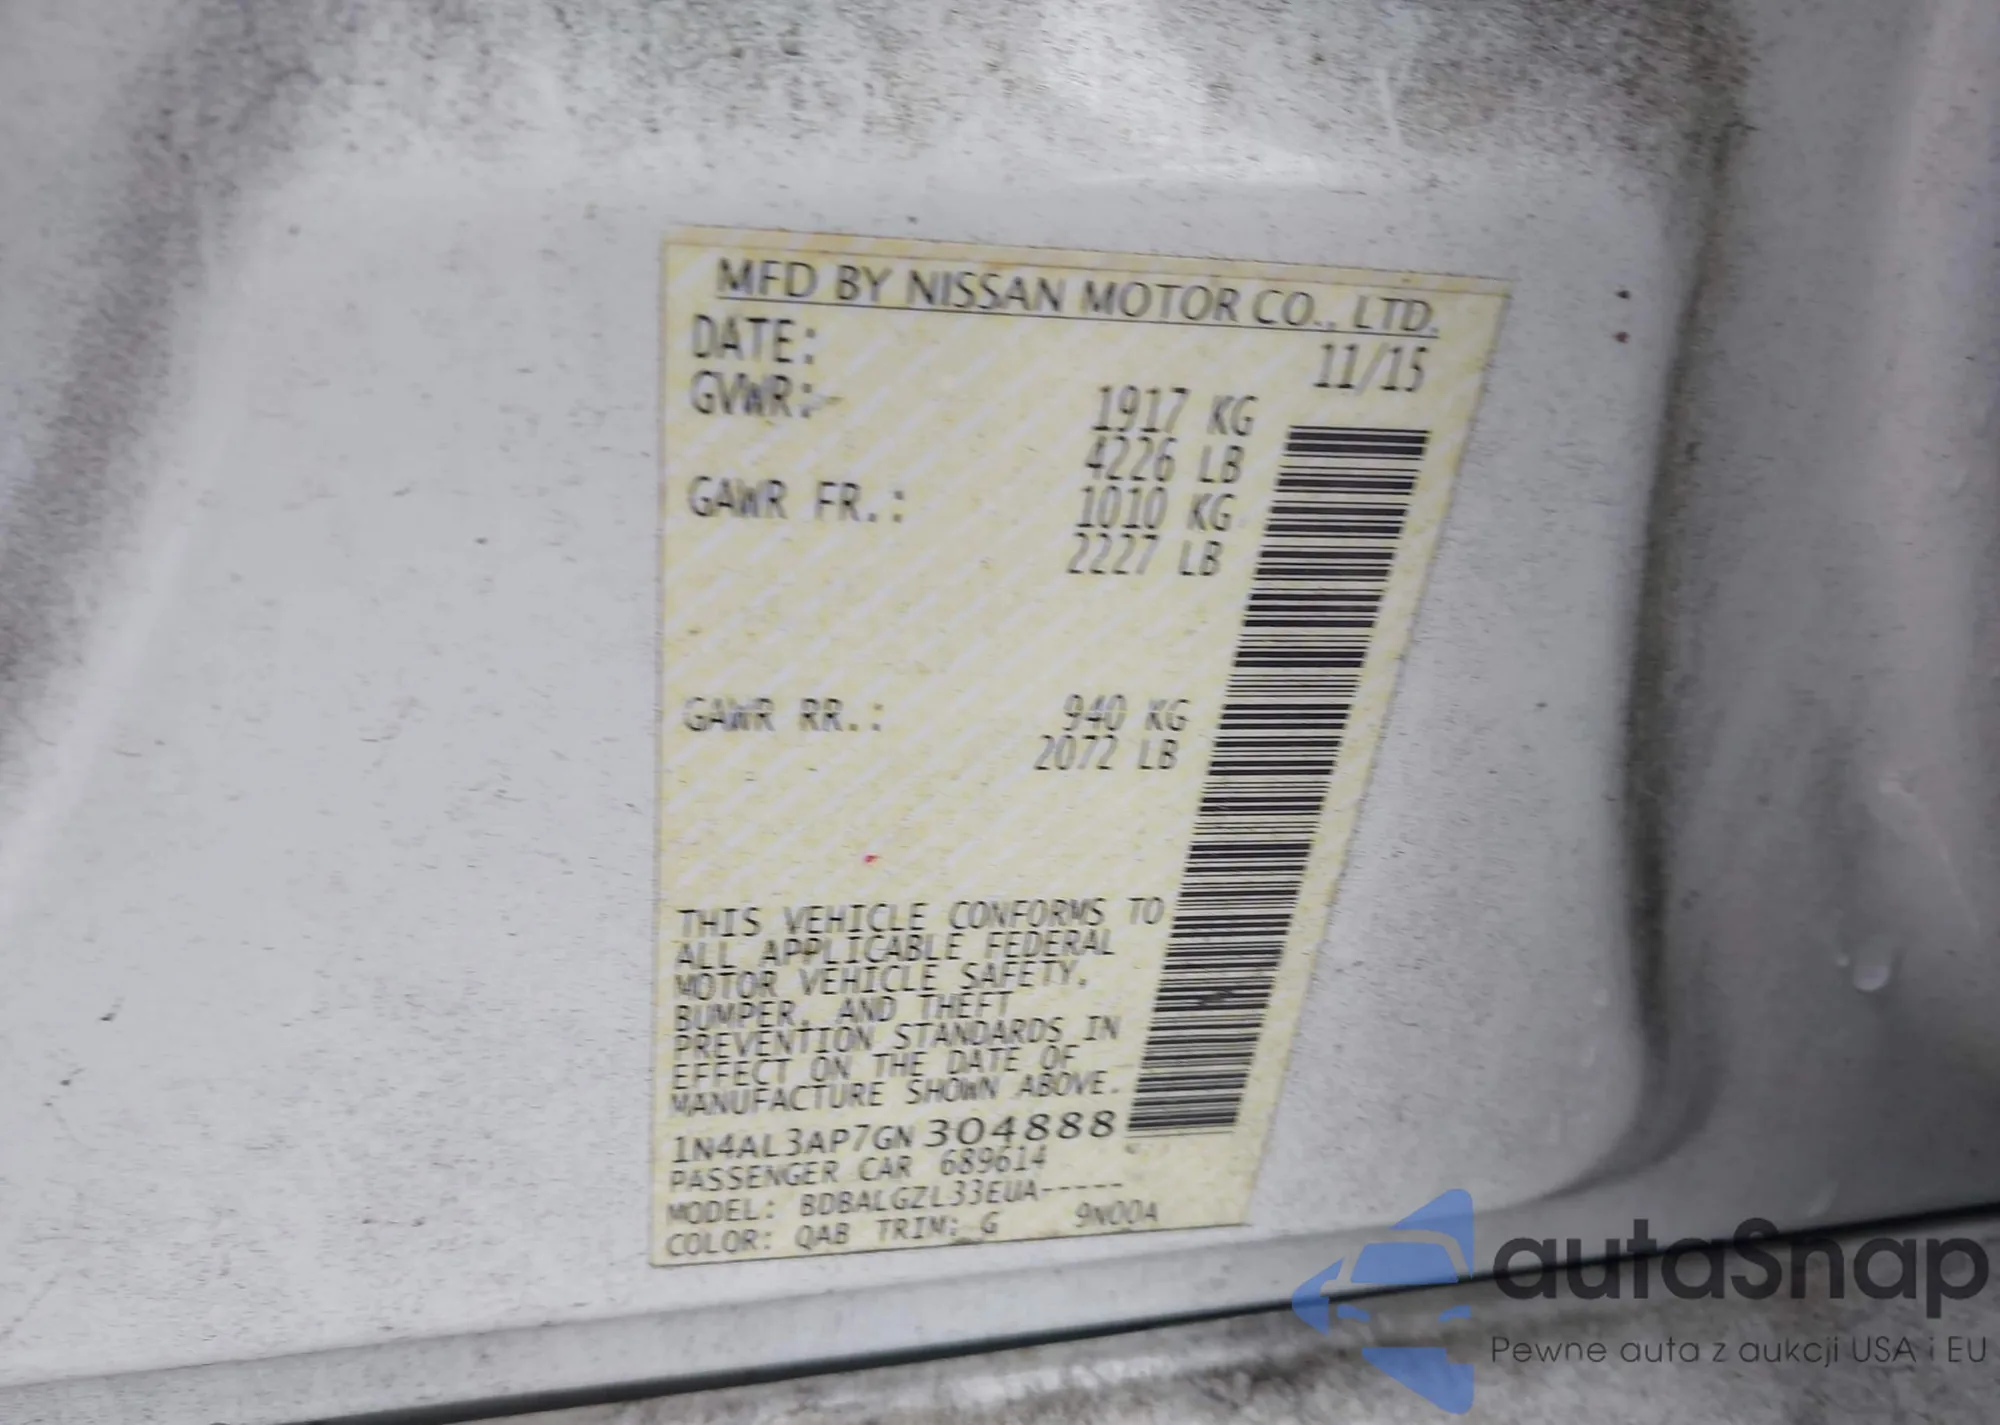 MFD BY NISSAN MOTOR CO., LTD.
DATE: 11/15
GVWR: 1917 KG
4226 LB
GAWR FR.: 1010 KG
2227 LB
GAWR RR.: 940 KG
2072 LB
THIS VEHICLE CONFORMS TO
ALL APPLICABLE FEDERAL
MOTOR VEHICLE SAFETY,
BUMPER, AND THEFT
PREVENTION STANDARDS IN
EFFECT ON THE DATE OF
MANUFACTURE SHOWN ABOVE.
1N4AL3AP7GN304888
PASSENGER CAR 689614
MODEL: BDBALGZL33EUA-----
COLOR: QAB TRIM: G 9N00A
autaSnap
Pewne auta z aukcji USA i EU